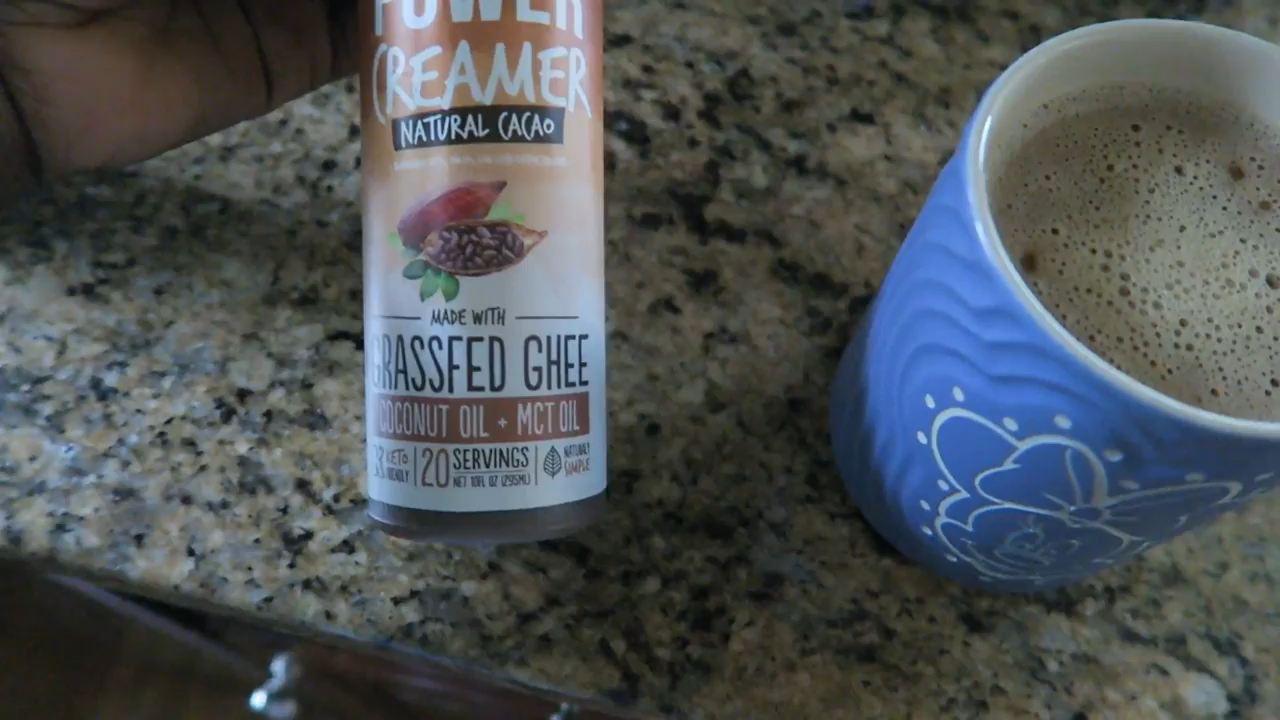 POWER
CREAMER
NATURAL CACAO
MADE WITH
GRASSFED GHEE
COCONUT OIL + MCT OIL
KETO
20 SERVINGS
NET 10FL OZ (295ML)
NATURALLY
SIMPLE